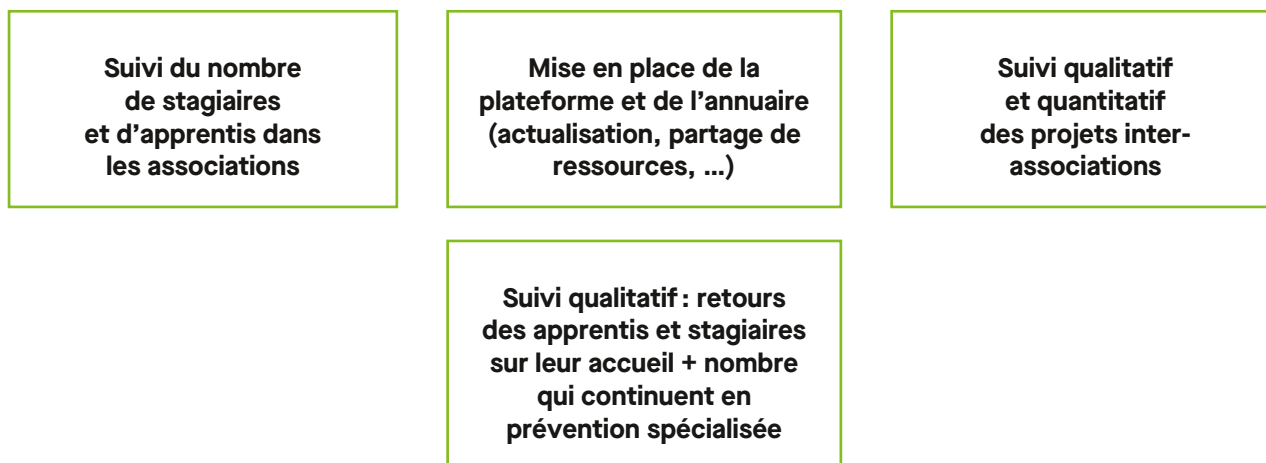 Suivi du nombre
de stagiaires
et d'apprentis dans
les associations
Mise en place de la
plateforme et de l'annuaire
(actualisation, partage de
ressources, ...)
Suivi qualitatif
et quantitatif
des projets inter-
associations
Suivi qualitatif : retours
des apprentis et stagiaires
sur leur accueil + nombre
qui continuent en
prévention spécialisée